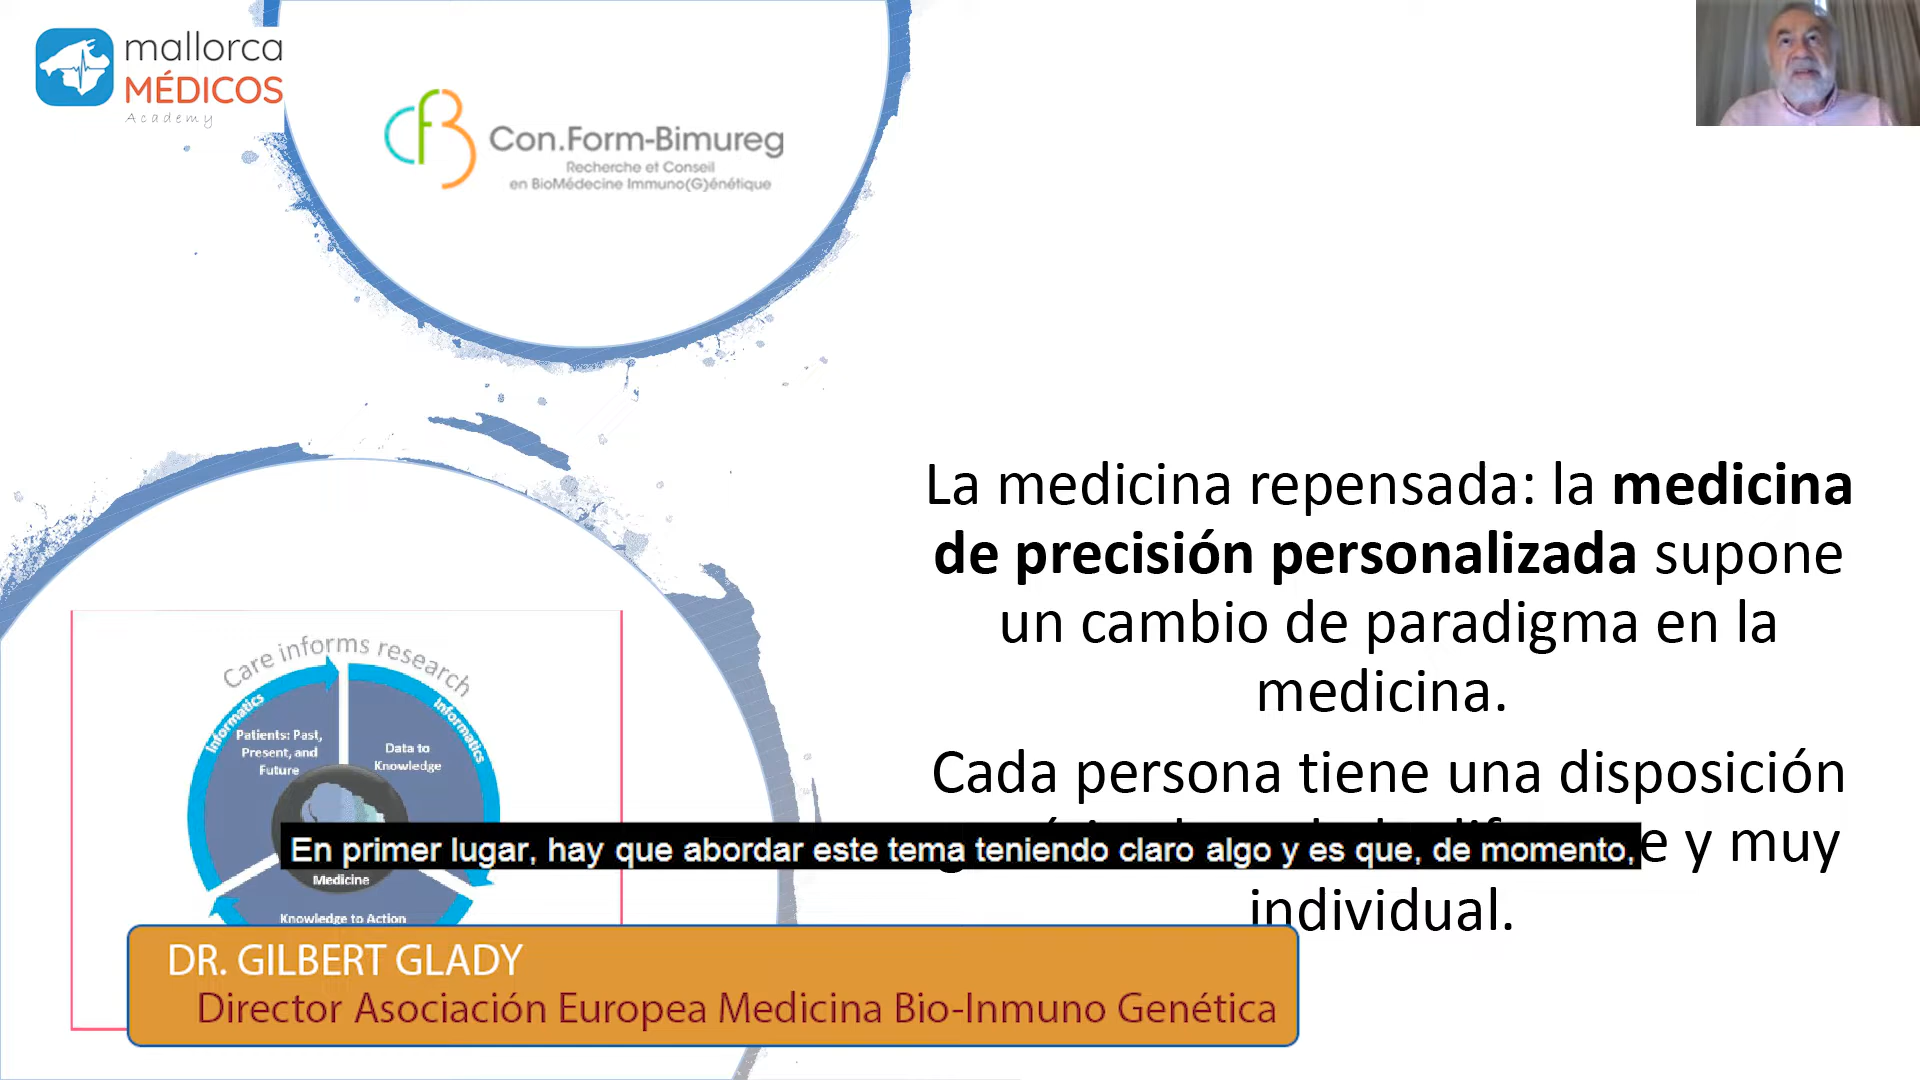 mallorca
MÉDICOS
Academy
Con.Form-Bimureg
Recherche et Conseil
en BioMédecine Immuno(G)énétique
La medicina repensada: la medicina
de precisión personalizada supone
un cambio de paradigma en la
medicina.
Cada persona tiene una disposición
e y muy
individual.
Care informs research
Informatics
Informatics
Patients: Past,
Present, and
Future
Data to
Knowledge
Medicine
Knowledge to Action
En primer lugar, hay que abordar este tema teniendo claro algo y es que, de momento,
DR. GILBERT GLADY
Director Asociación Europea Medicina Bio-Inmuno Genética